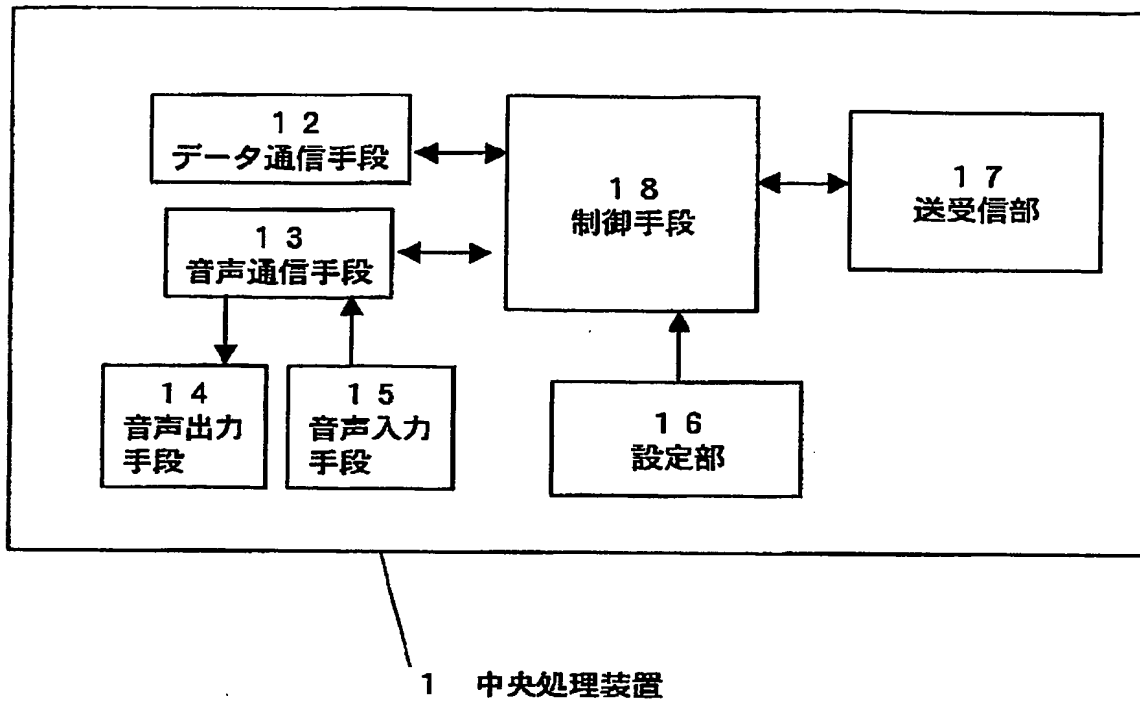 12
データ通信手段
13
音声通信手段
14
音声出力
手段
15
音声入力
手段
18
制御手段
16
設定部
17
送受信部
1 中央処理装置